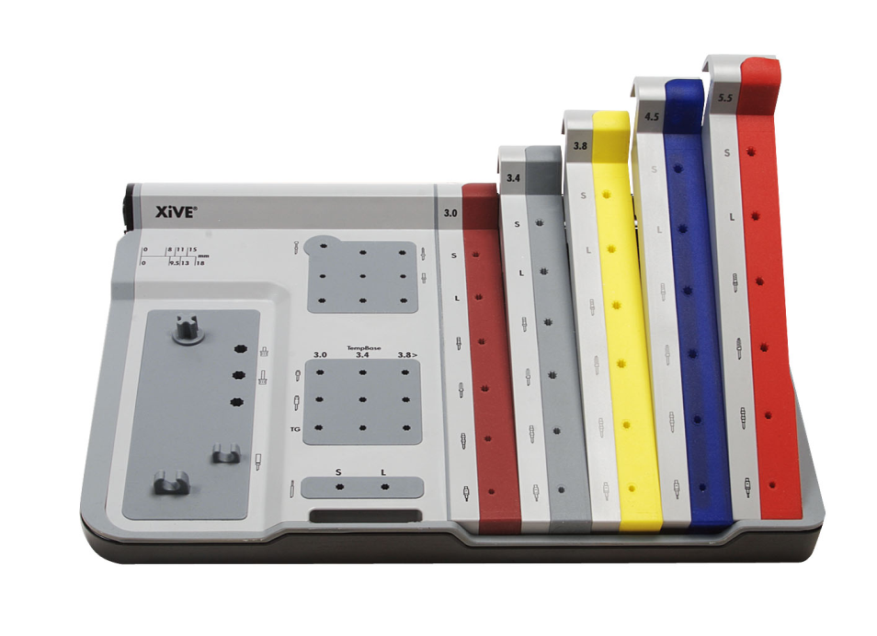 5.5
4.5
3.8
3.4
3.0
XiVE®
0 8 11 15
mm
0 9.5 13 18
S
L
S
L
S
L
S
L
S
L
TempBase
3.0 3.4 3.8>
TG
S L